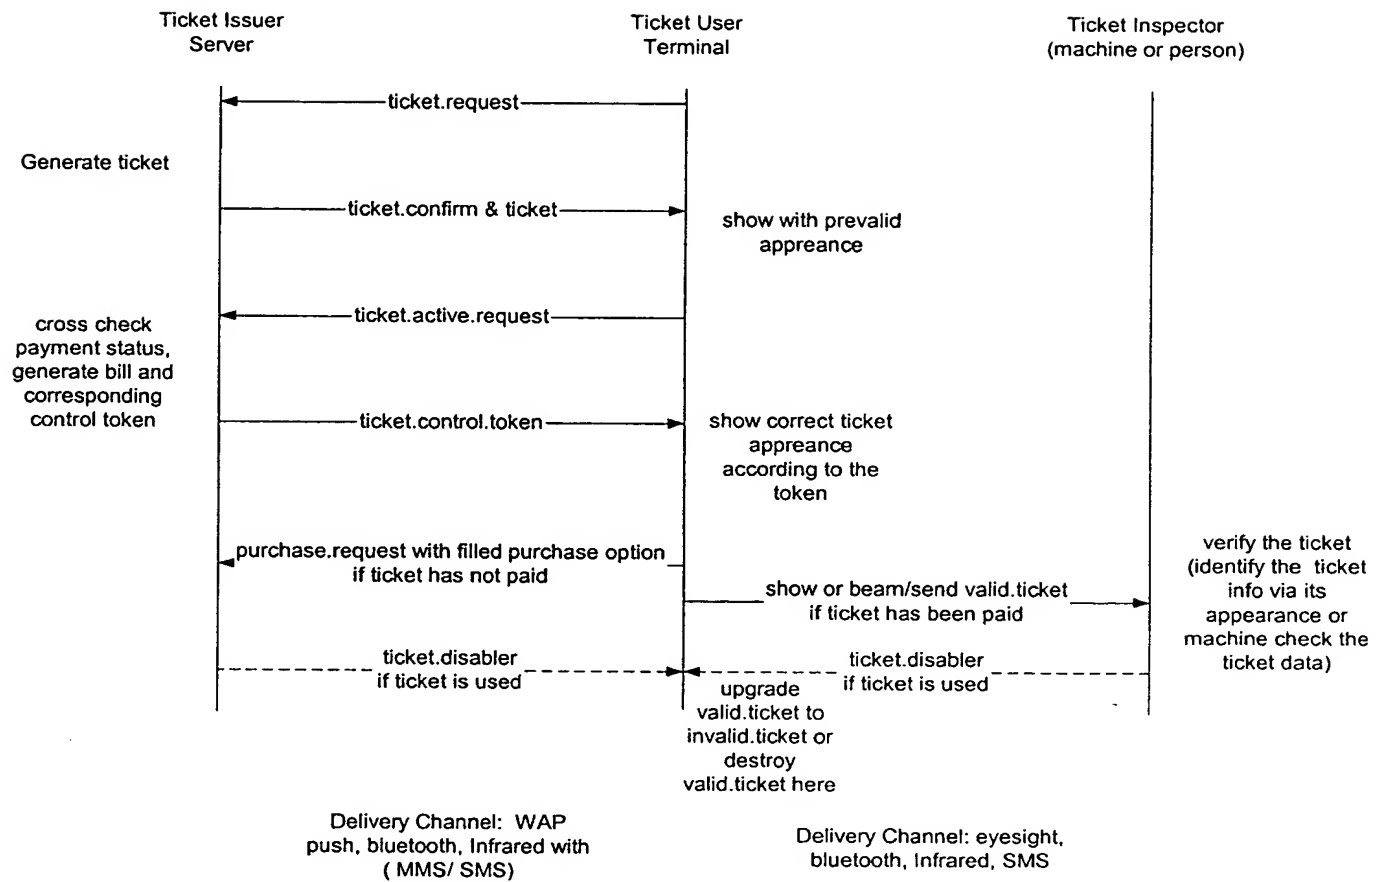 Ticket Issuer
Server
Ticket User
Terminal
Ticket Inspector
(machine or person)
ticket.request
Generate ticket
ticket.confirm & ticket
show with prevalid
appreance
ticket.active.request
cross check
payment status,
generate bill and
corresponding
control token
ticket.control.token
show correct ticket
appreance
according to the
token
purchase.request with filled purchase option
if ticket has not paid
show or beam/send valid.ticket
if ticket has been paid
verify the ticket
(identify the ticket
info via its
appearance or
machine check the
ticket data)
ticket.disabler
if ticket is used
ticket.disabler
if ticket is used
upgrade
valid.ticket to
invalid.ticket or
destroy
valid.ticket here
Delivery Channel: WAP
push, bluetooth, Infrared with
( MMS/ SMS)
Delivery Channel: eyesight,
bluetooth, Infrared, SMS